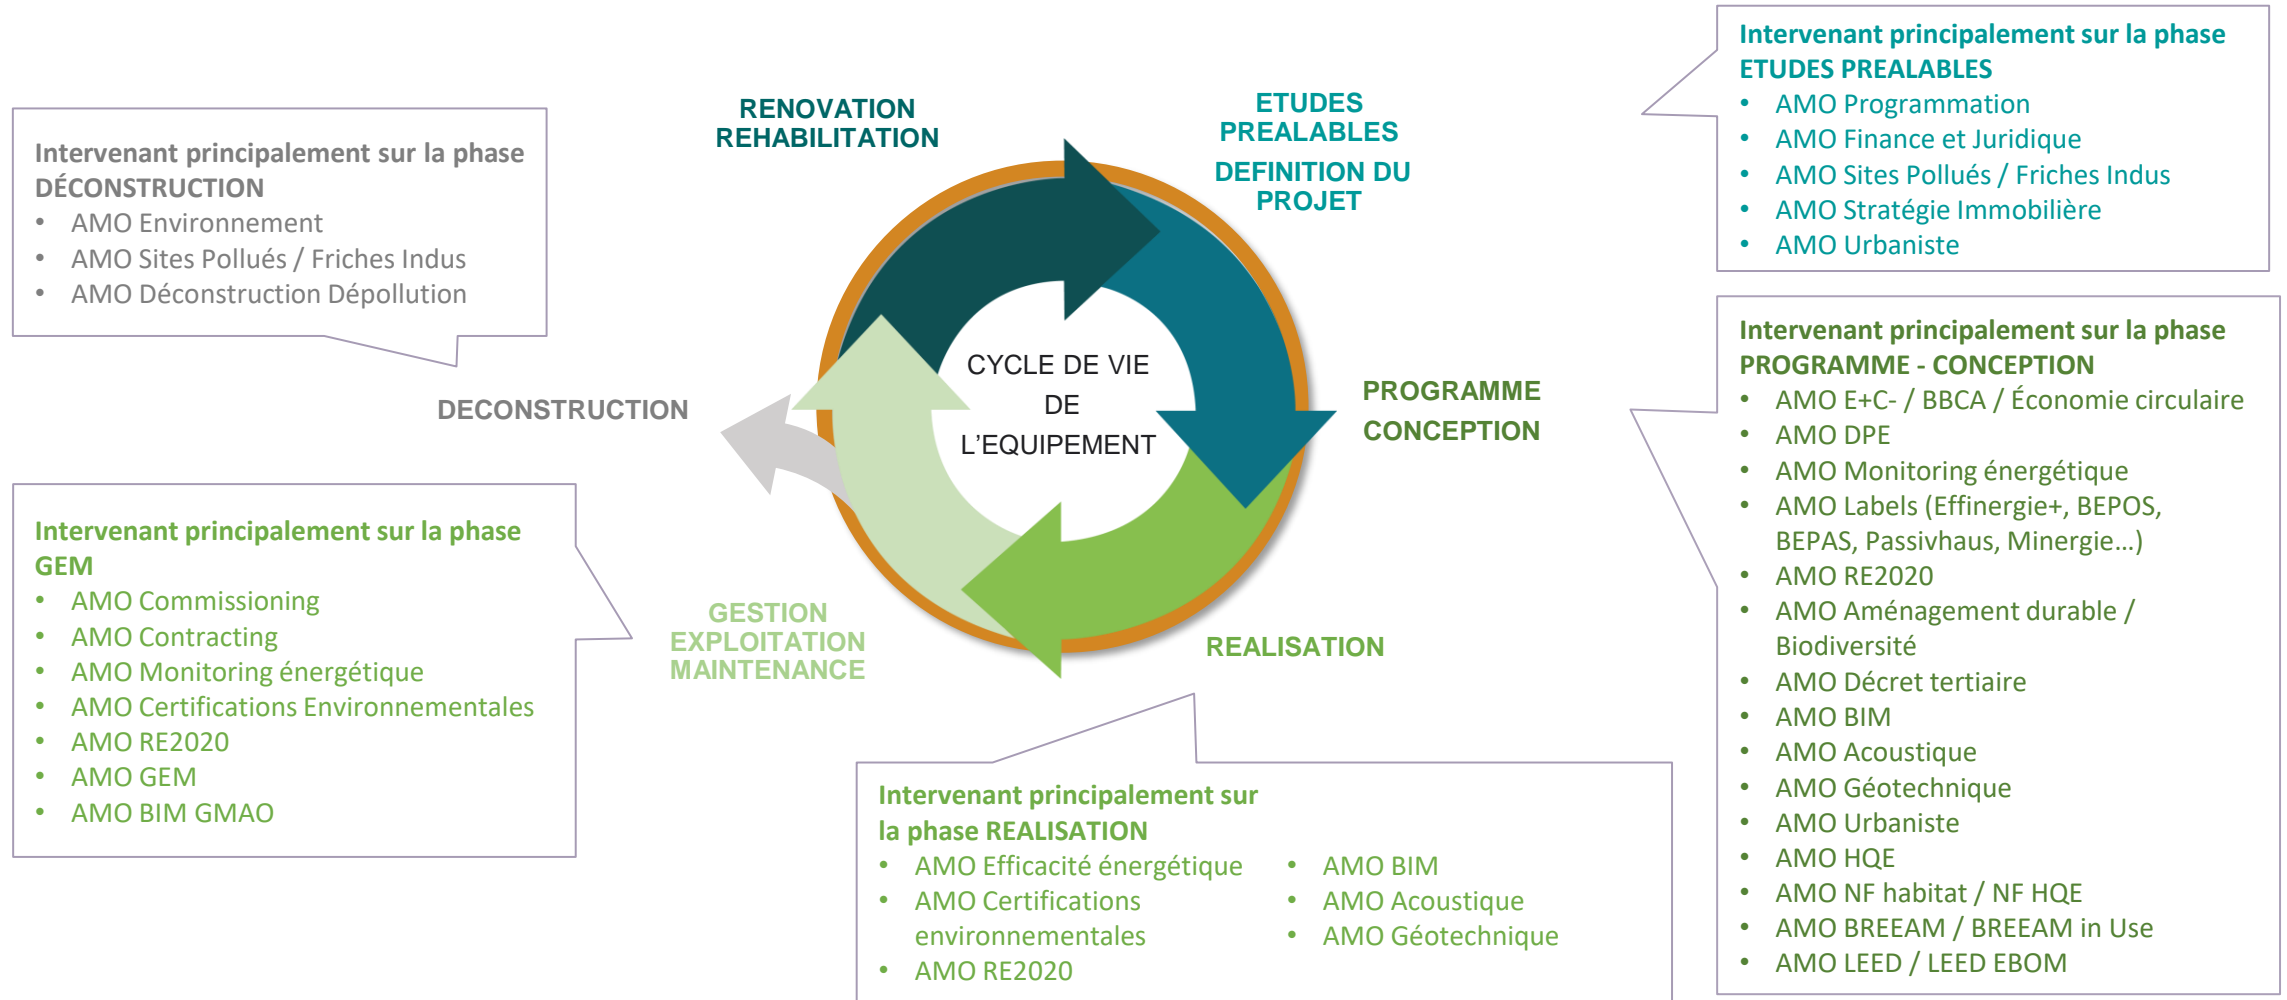 Intervenant principalement sur la phase
DÉCONSTRUCTION
• AMO Environnement
• AMO Sites Pollués / Friches Indus
• AMO Déconstruction Dépollution
RENOVATION
REHABILITATION
ETUDES
PREALABLES
DEFINITION DU
PROJET
Intervenant principalement sur la phase
ETUDES PREALABLES
• AMO Programmation
• AMO Finance et Juridique
• AMO Sites Pollués / Friches Indus
• AMO Stratégie Immobilière
• AMO Urbaniste
CYCLE DE VIE
DE
L'EQUIPEMENT
DECONSTRUCTION
PROGRAMME
CONCEPTION
Intervenant principalement sur la phase
PROGRAMME - CONCEPTION
• AMO E+C- / BBCA / Économie circulaire
• AMO DPE
• AMO Monitoring énergétique
• AMO Labels (Effinergie+, BEPOS,
BEPAS, Passivhaus, Minergie…)
• AMO RE2020
• AMO Aménagement durable /
Biodiversité
• AMO Décret tertiaire
• AMO BIM
• AMO Acoustique
• AMO Géotechnique
• AMO Urbaniste
• AMO HQE
• AMO NF habitat / NF HQE
• AMO BREEAM / BREEAM in Use
• AMO LEED / LEED EBOM
Intervenant principalement sur la phase
GEM
• AMO Commissioning
• AMO Contracting
• AMO Monitoring énergétique
• AMO Certifications Environnementales
• AMO RE2020
• AMO GEM
• AMO BIM GMAO
GESTION
EXPLOITATION
MAINTENANCE
REALISATION
Intervenant principalement sur
la phase REALISATION
• AMO Efficacité énergétique
• AMO Certifications
environnementales
• AMO RE2020
• AMO BIM
• AMO Acoustique
• AMO Géotechnique